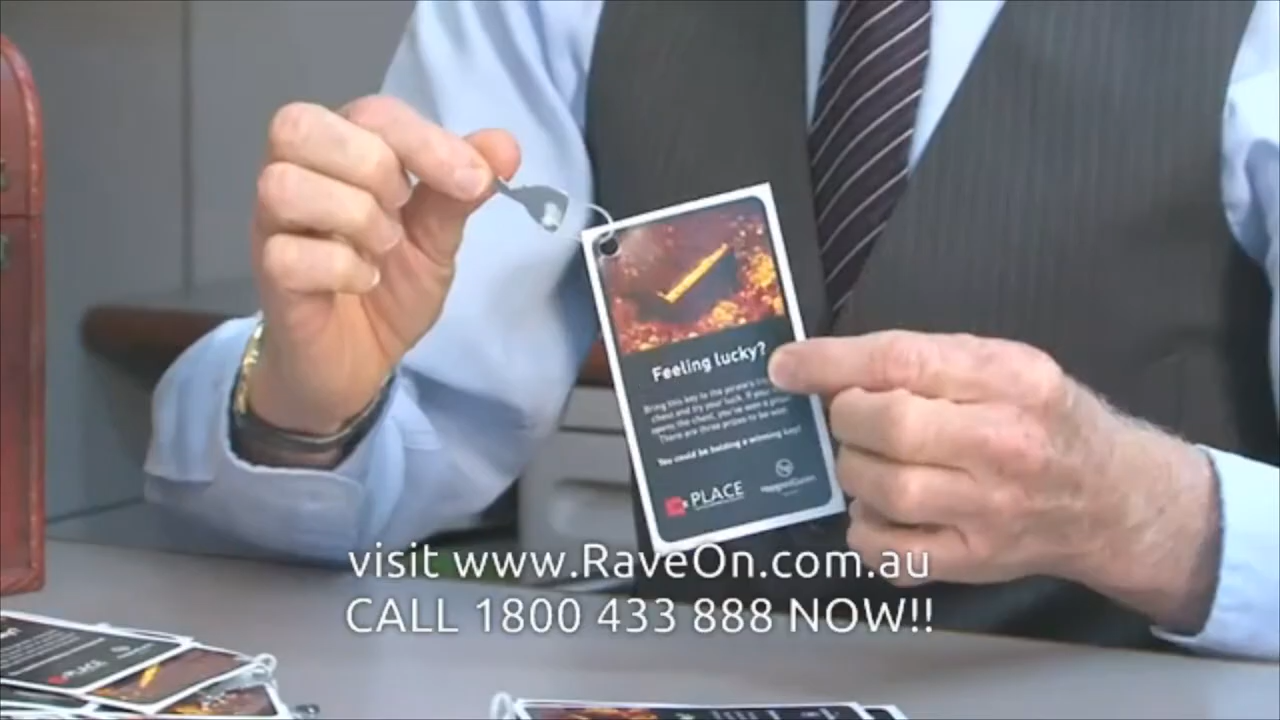 Feeling lucky?
Bring this key to the pirate's
chest and try your luck. If your
opens the chest, you've won a prize
There are three prizes to be won
You could be holding a winning key!
PLACE
visit www.RaveOn.com.au
CALL 1800 433 888 NOW!!
PLACE